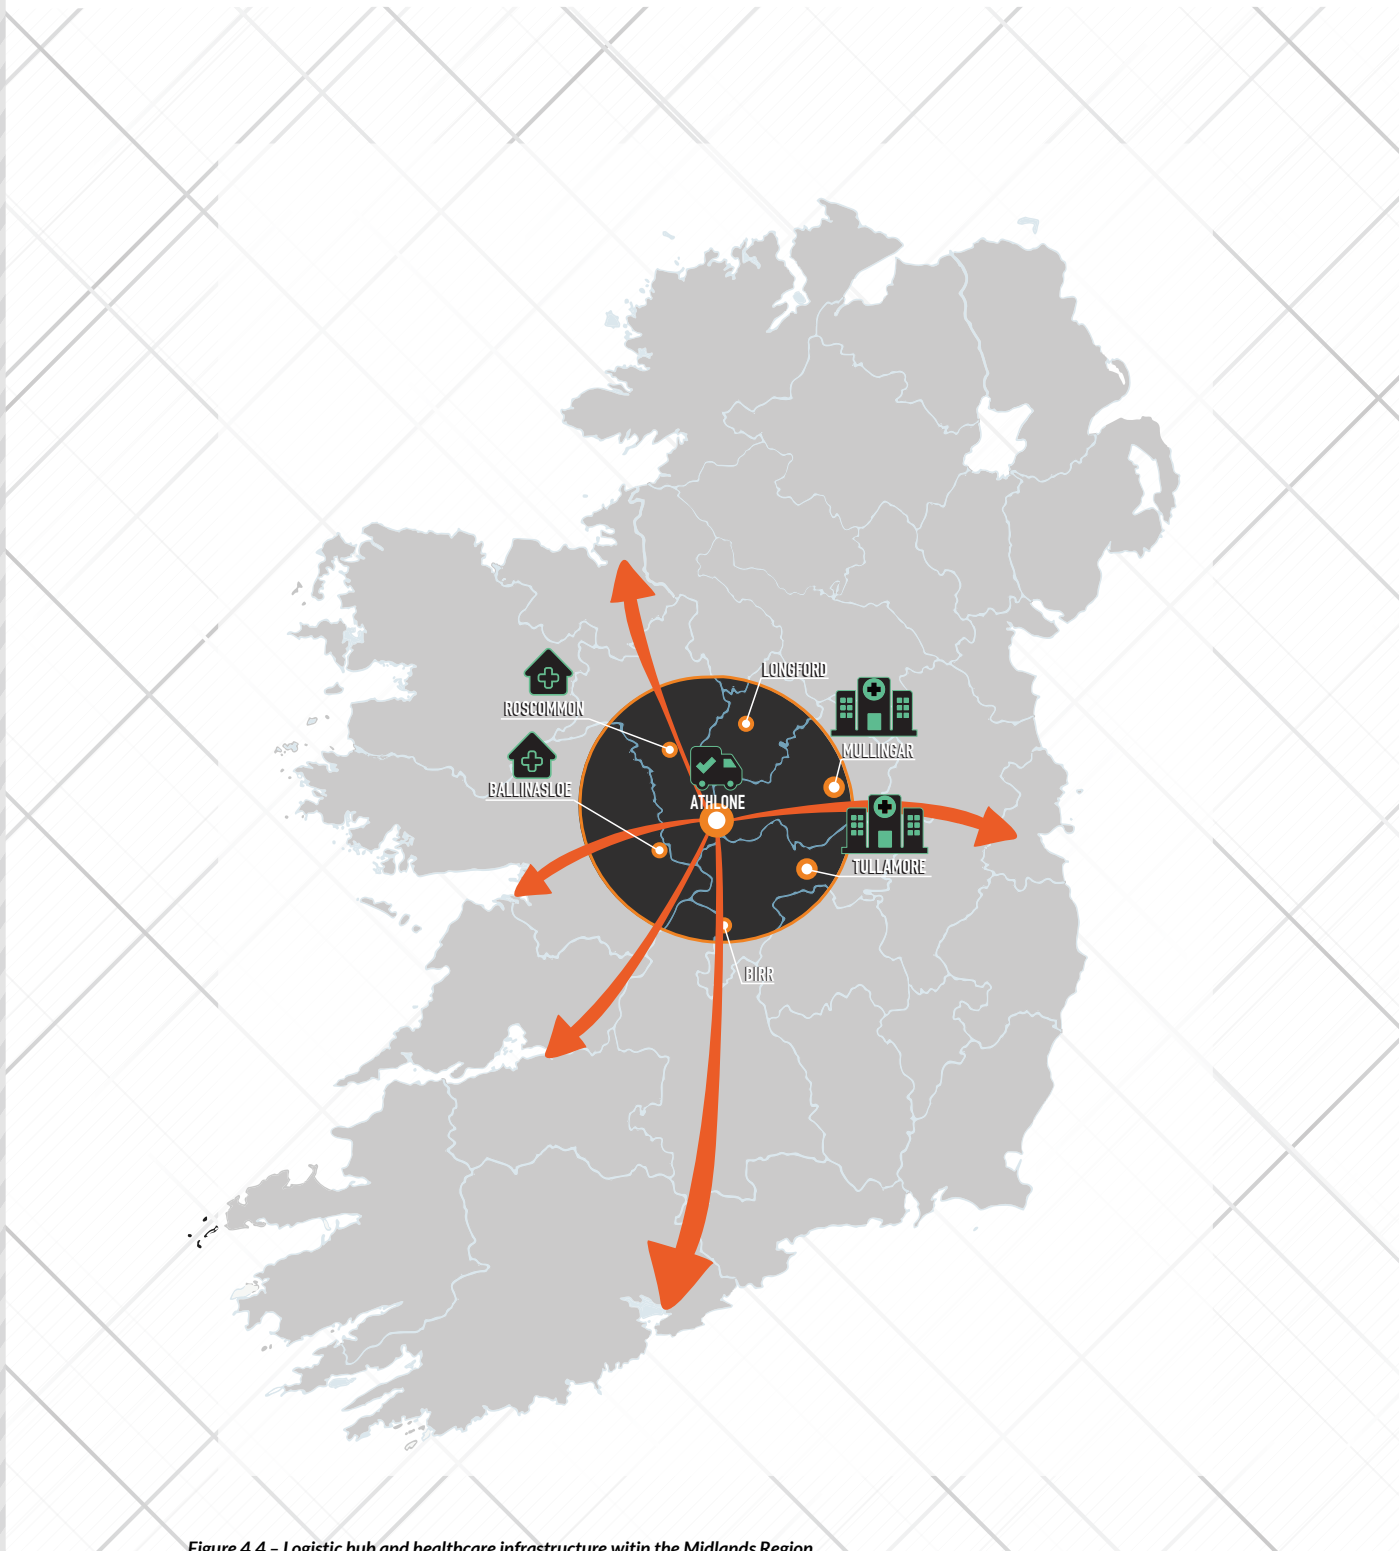 LONGFORD
ROSCOMMON
MULLINGAR
BALLINASLOE
ATHLONE
TULLAMORE
BIRR
Figure 4.4 – Logistic hub and healthcare infrastructure witin the Midlands Region